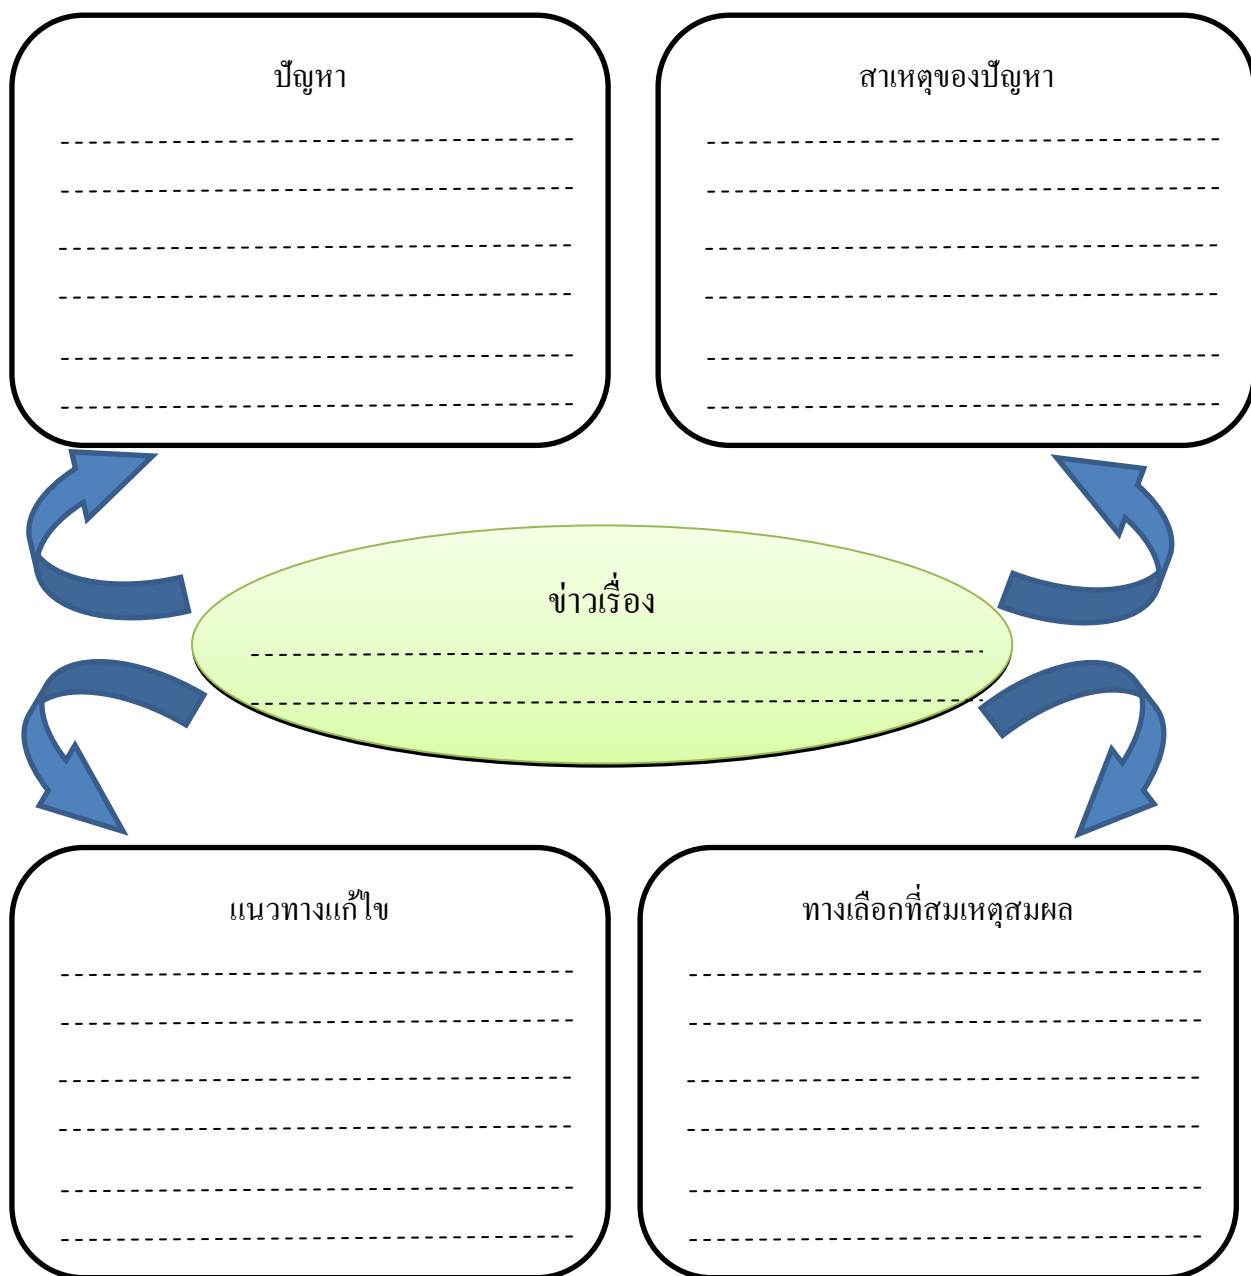 ปัญหา
สาเหตุของปัญหา
ข่าวเรื่อง
แนวทางแก้ไข
ทางเลือกที่สมเหตุสมผล